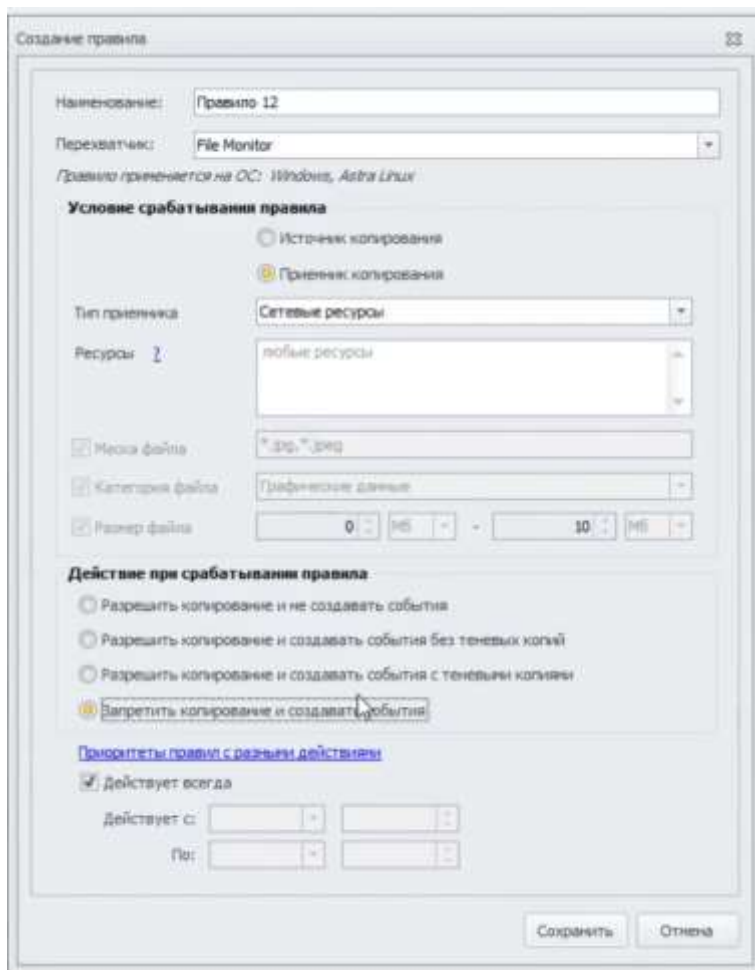 Создание правила
Наименование: Правило 12
Перехватчик: File Monitor
Правило применяется на ОС: Windows, Astra Linux
Условие срабатывания правила
Источник копирования
Приемник копирования
Тип приемника Сетевые ресурсы
Ресурсы ? любые ресурсы
Маска файла *.jpg,*.jpeg
Категория файла Графические данные
Размер файла 0 Мб - 10 Мб
Действие при срабатывании правила
Разрешить копирование и не создавать события
Разрешить копирование и создавать события без теневых копий
Разрешить копирование и создавать события с теневыми копиями
Запретить копирование и создавать события
Приоритеты правил с разными действиями
Действует всегда
Действует с:
По:
Сохранить Отмена